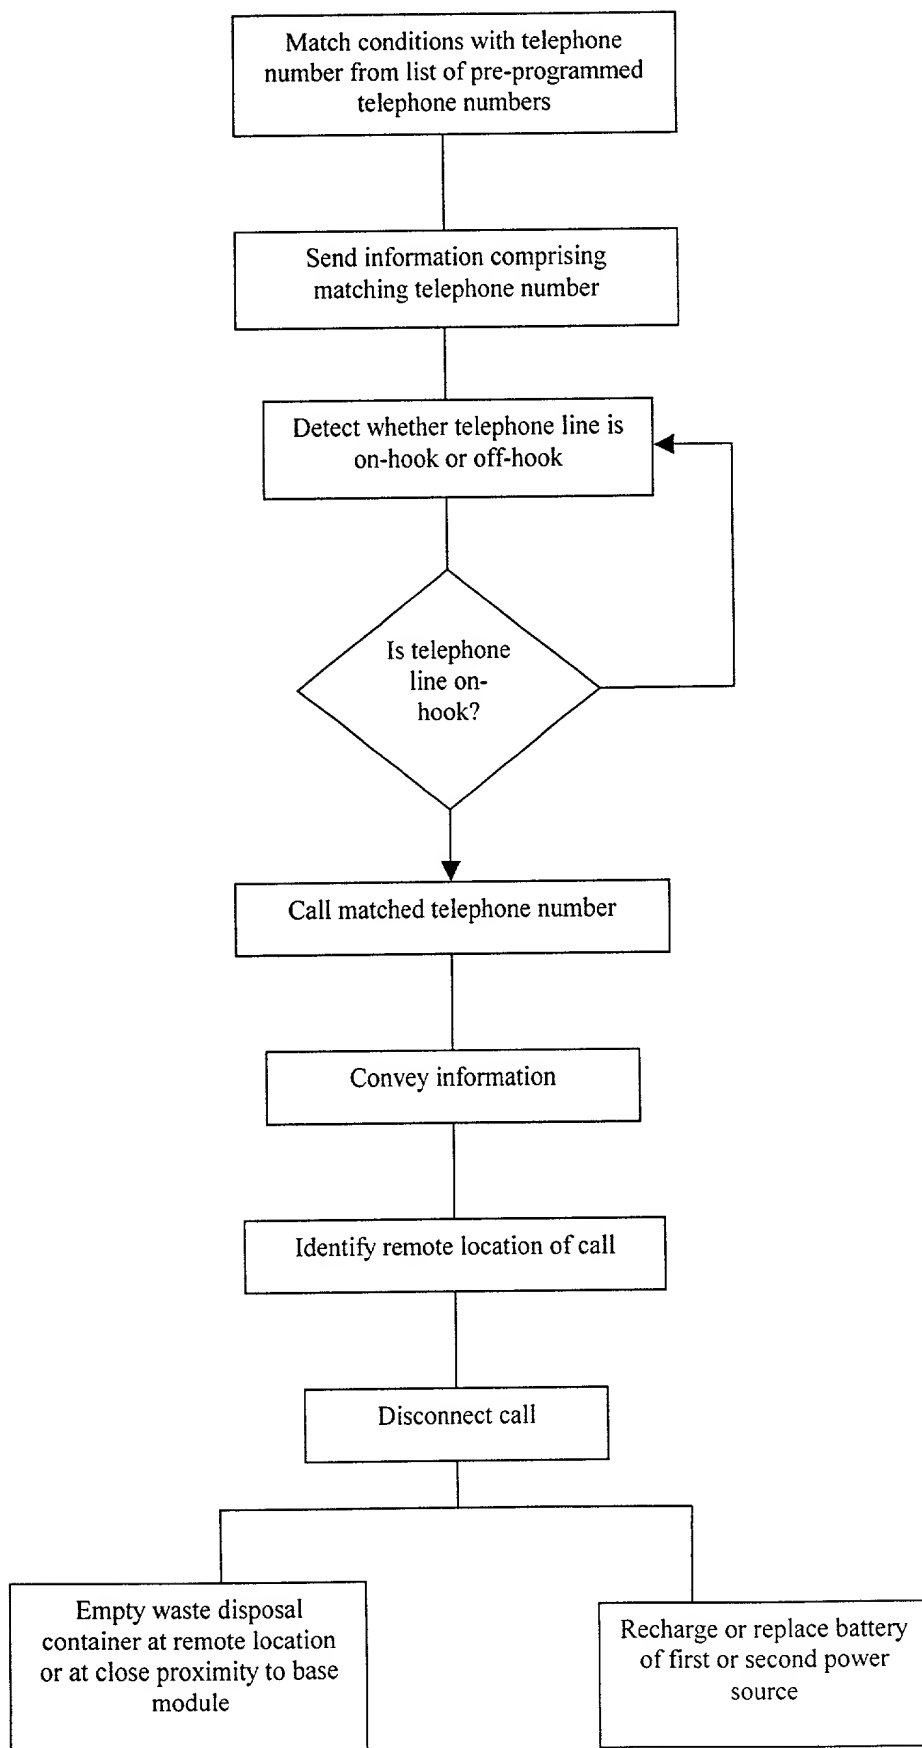 Match conditions with telephone
number from list of pre-programmed
telephone numbers
Send information comprising
matching telephone number
Detect whether telephone line is
on-hook or off-hook
Is telephone
line on-
hook?
Call matched telephone number
Convey information
Identify remote location of call
Disconnect call
Empty waste disposal
container at remote location
or at close proximity to base
module
Recharge or replace battery
of first or second power
source